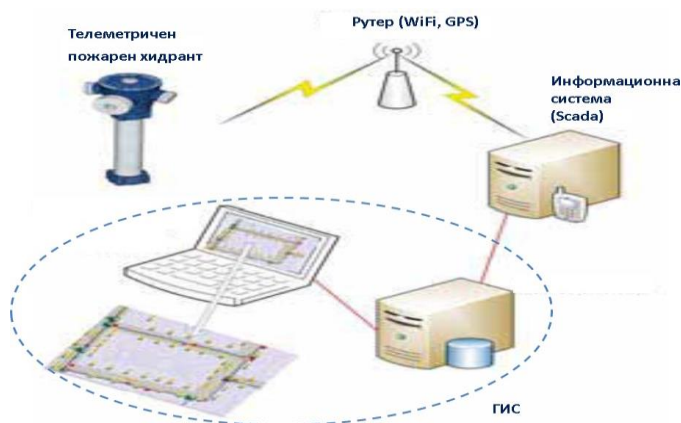 Телеметричен
пожарен хидрант
Рутер (WiFi, GPS)
Информационна
система
(Scada)
ГИС